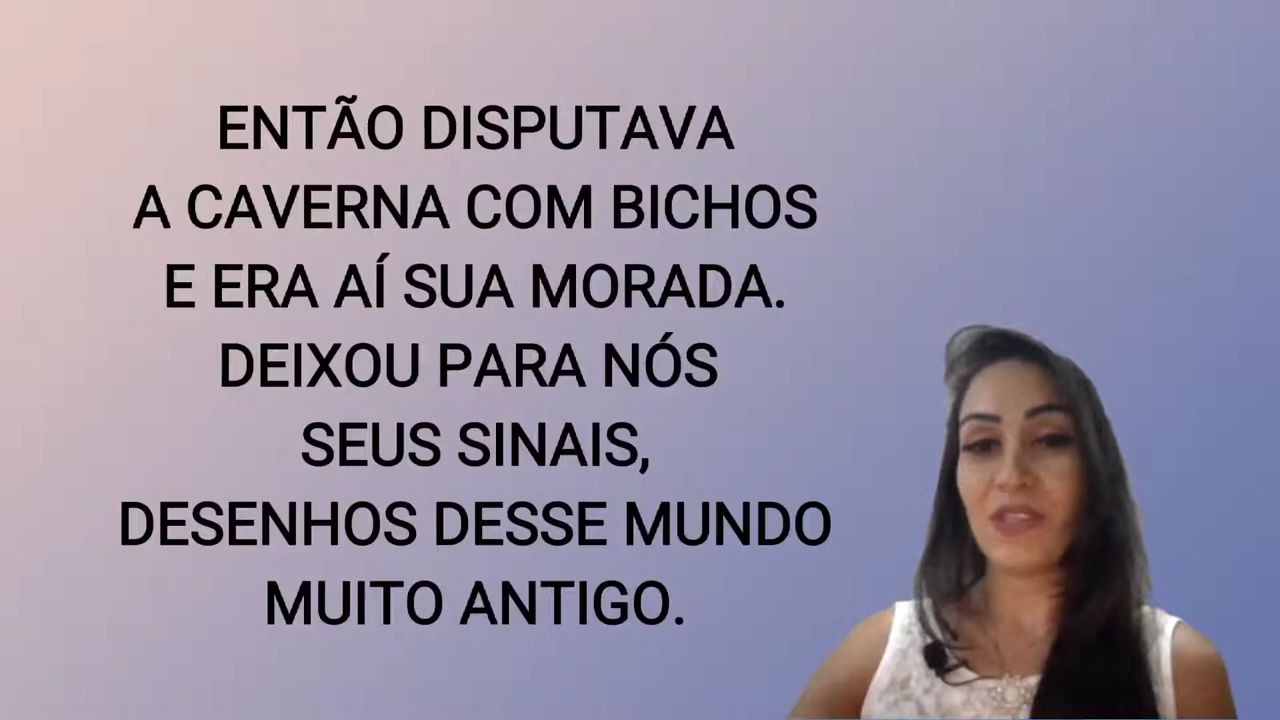 ENTÃO DISPUTAVA
A CAVERNA COM BICHOS
E ERA AÍ SUA MORADA.
DEIXOU PARA NÓS
SEUS SINAIS,
DESENHOS DESSE MUNDO
MUITO ANTIGO.